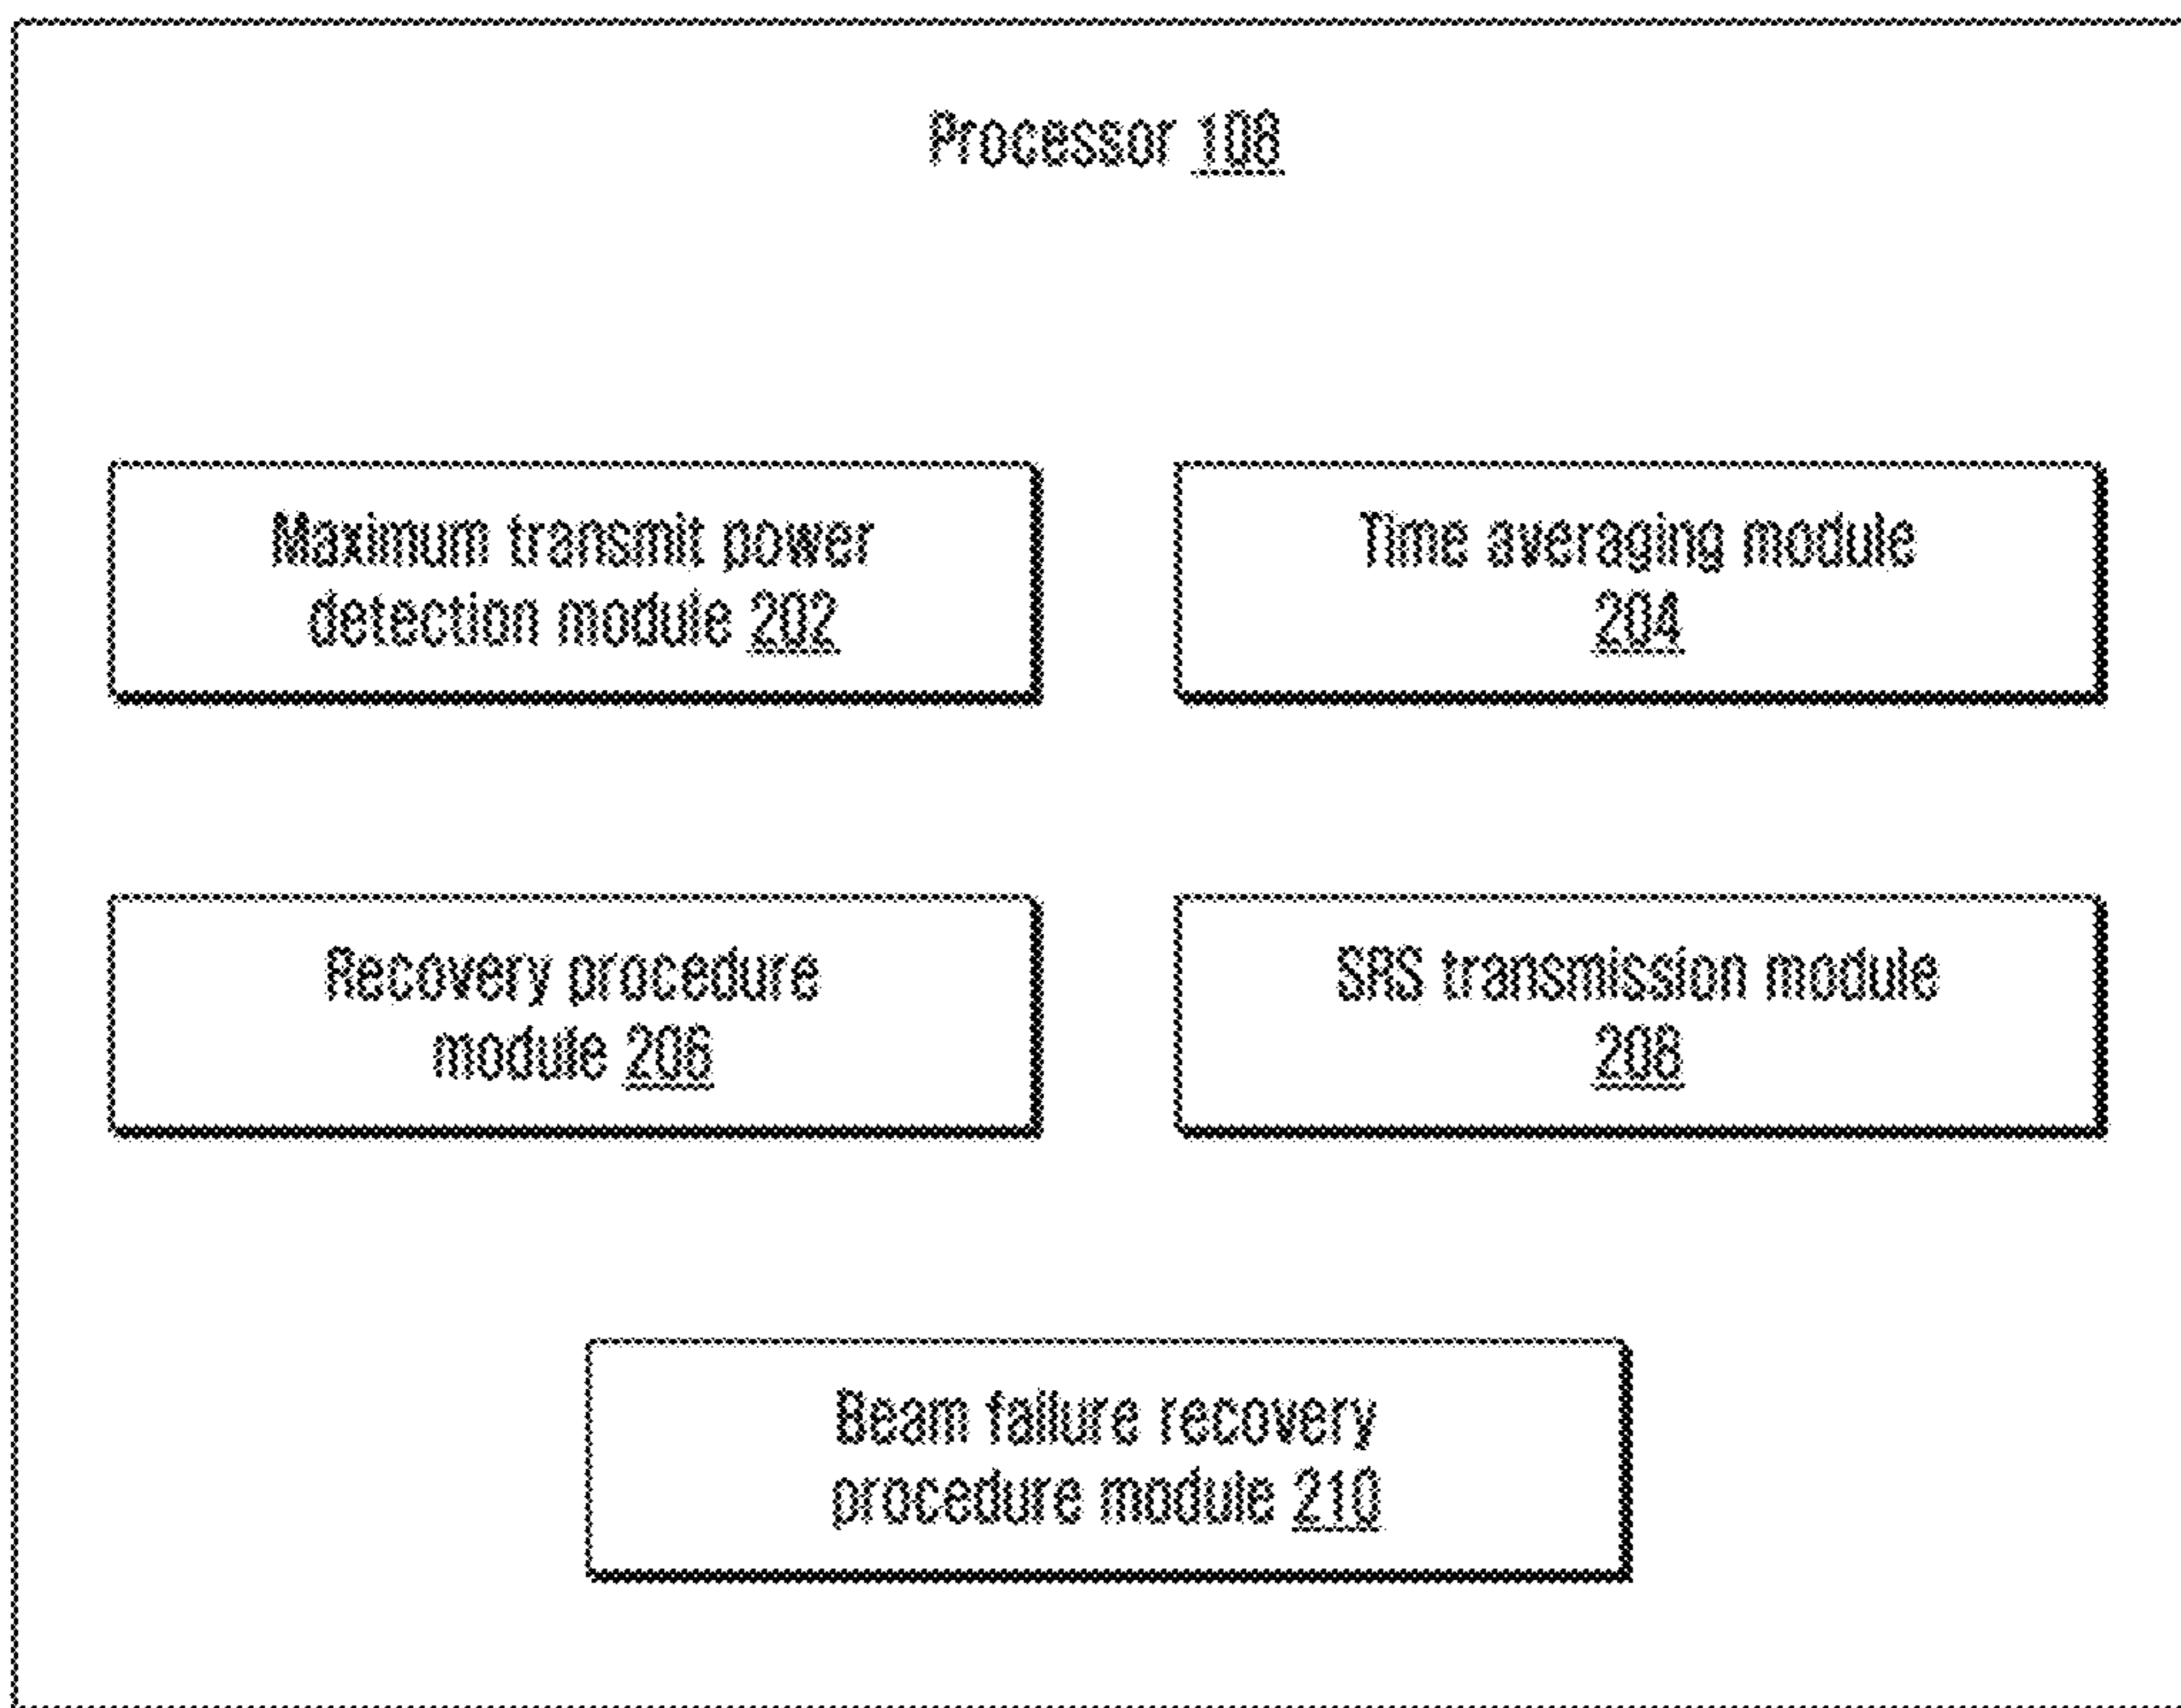 Processor 108
Maximum transmit power
detection module 202
Time averaging module
204
Recovery procedure
module 206
SRS transmission module
208
Beam failure recovery
procedure module 210